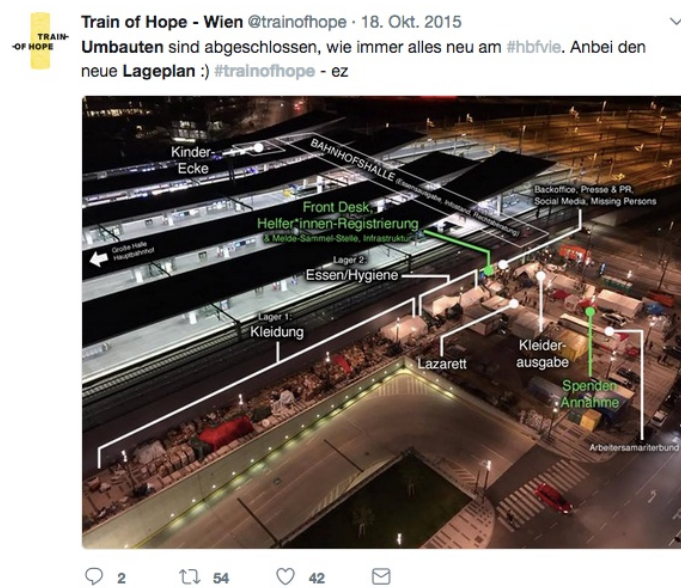 Train of Hope - Wien @trainofhope · 18. Okt. 2015
TRAIN-
-OF HOPE
Umbauten sind abgeschlossen, wie immer alles neu am #hbfvie. Anbei den
neue Lageplan :) #trainofhope - ez
Kinder-
Ecke
BAHNHOFSHALLE (Essensausgabe, Infostand, Rechtsberatung)
Backoffice, Presse & PR,
Social Media, Missing Persons
Front Desk,
Helfer*innen-Registrierung
& Melde-Sammel-Stelle, Infrastruktur
Große Halle
Hauptbahnhof
Lager 2:
Essen/Hygiene
Lager 1:
Kleidung
Lazarett
Kleider-
ausgabe
Spenden
Annahme
Arbeitersamariterbund
2 54 42